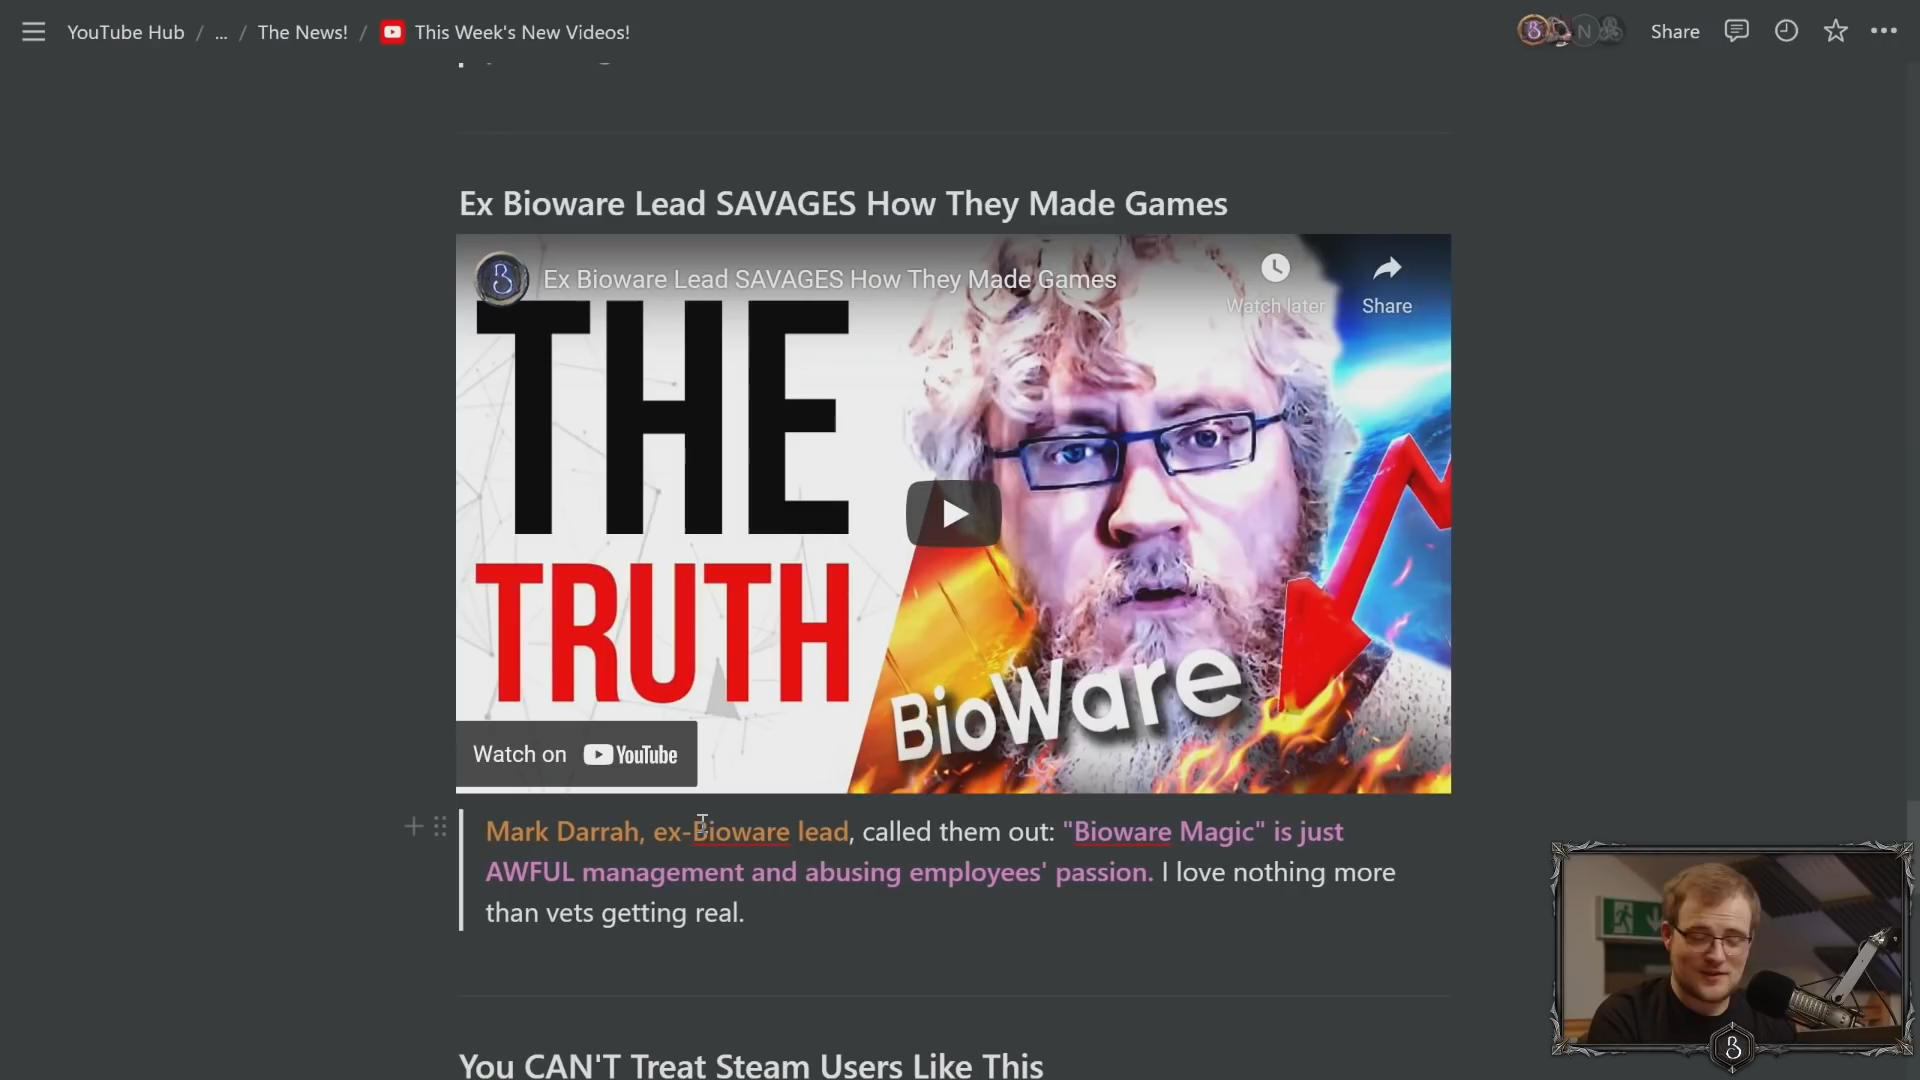 YouTube Hub / ... / The News! / This Week's New Videos!
N
Share
Ex Bioware Lead SAVAGES How They Made Games
Ex Bioware Lead SAVAGES How They Made Games
Watch later
Share
THE
TRUTH
BioWare
Watch on YouTube
Mark Darrah, ex-Bioware lead, called them out: "Bioware Magic" is just
AWFUL management and abusing employees' passion. I love nothing more
than vets getting real.
You CAN'T Treat Steam Users Like This